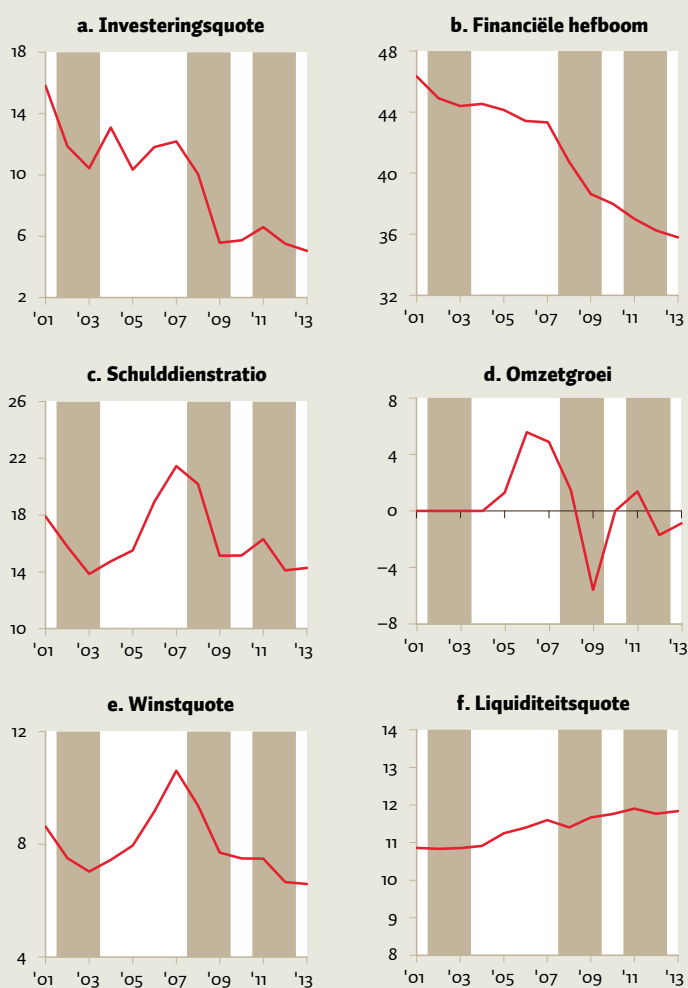 a. Investeringsquote
18
14
10
6
2
'01 '03 '05 '07 '09 '11 '13
b. Financiële hefboom
48
44
40
36
32
'01 '03 '05 '07 '09 '11 '13
c. Schulddienstratio
26
22
18
14
10
'01 '03 '05 '07 '09 '11 '13
d. Omzetgroei
8
4
0
−4
−8
'01 '03 '05 '07 '09 '11 '13
e. Winstquote
12
8
4
'01 '03 '05 '07 '09 '11 '13
f. Liquiditeitsquote
14
13
12
11
10
9
8
'01 '03 '05 '07 '09 '11 '13